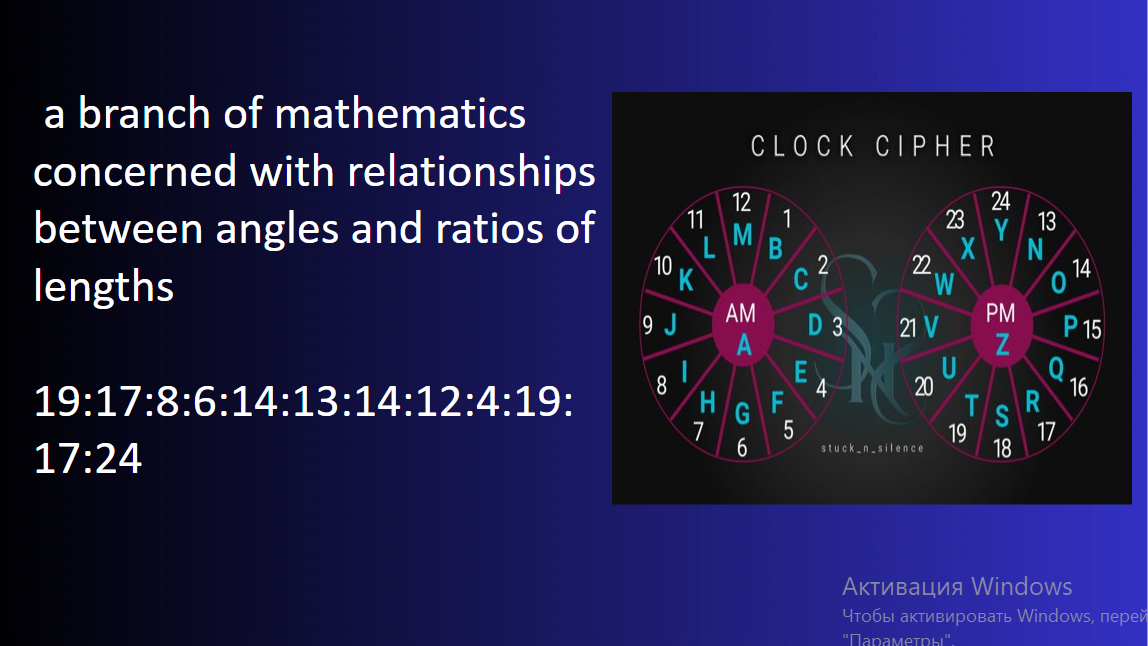 a branch of mathematics
concerned with relationships
between angles and ratios of
lengths
19:17:8:6:14:13:14:12:4:19:
17:24
CLOCK CIPHER
12
11 M 1
L B
10 K C 2
9 J AM A D 3
8 I E 4
H G F
7 6 5
24
23 Y 13
X N
22 W O 14
21 V PM Z P 15
20 U Q 16
T S R
19 18 17
stuck_n_silence
Активация Windows
Чтобы активировать Windows, перей
"Параметры".